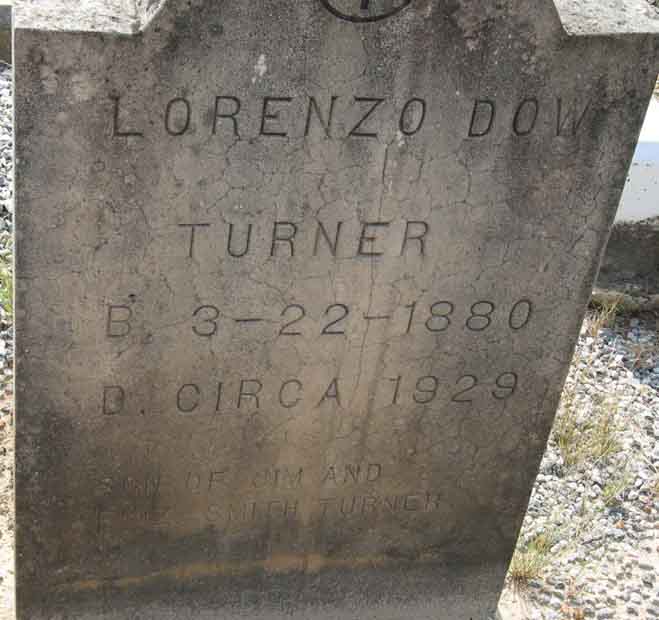 LORENZO DOW
TURNER
B. 3-22-1880
D. CIRCA 1929
SON OF JIM AND
SMITH TURNER